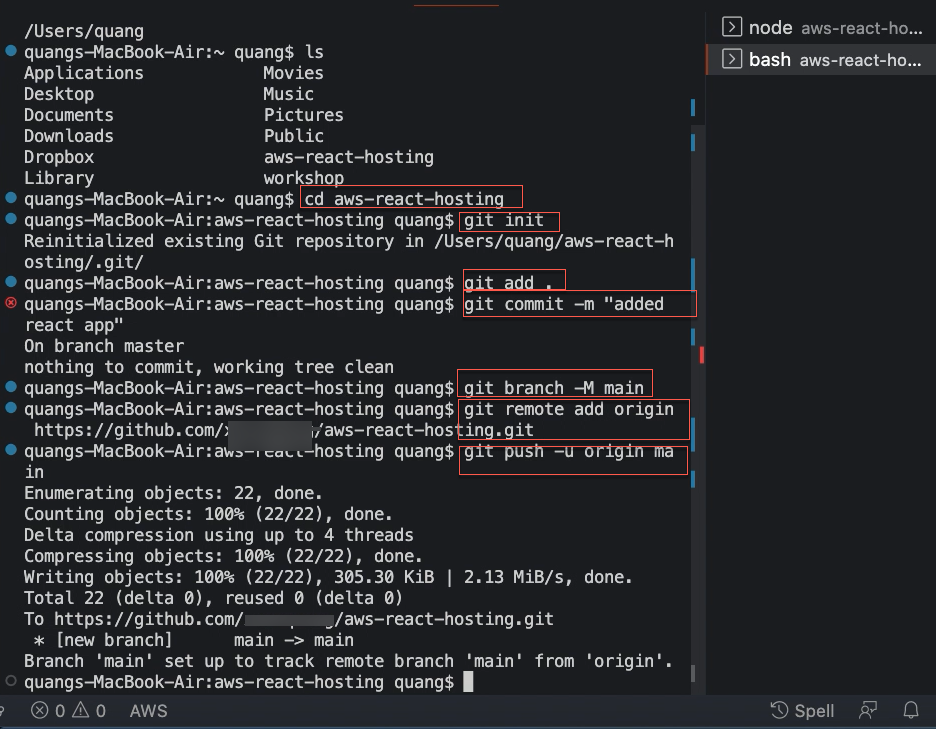 /Users/quang
quangs-MacBook-Air:~ quang$ ls
Applications Movies
Desktop Music
Documents Pictures
Downloads Public
Dropbox aws-react-hosting
Library workshop
quangs-MacBook-Air:~ quang$ cd aws-react-hosting
quangs-MacBook-Air:aws-react-hosting quang$ git init
Reinitialized existing Git repository in /Users/quang/aws-react-h
osting/.git/
quangs-MacBook-Air:aws-react-hosting quang$ git add .
quangs-MacBook-Air:aws-react-hosting quang$ git commit -m "added
react app"
On branch master
nothing to commit, working tree clean
quangs-MacBook-Air:aws-react-hosting quang$ git branch -M main
quangs-MacBook-Air:aws-react-hosting quang$ git remote add origin
https://github.com/ /aws-react-hosting.git
quangs-MacBook-Air:aws-react-hosting quang$ git push -u origin ma
in
Enumerating objects: 22, done.
Counting objects: 100% (22/22), done.
Delta compression using up to 4 threads
Compressing objects: 100% (22/22), done.
Writing objects: 100% (22/22), 305.30 KiB | 2.13 MiB/s, done.
Total 22 (delta 0), reused 0 (delta 0)
To https://github.com/ /aws-react-hosting.git
* [new branch] main -> main
Branch 'main' set up to track remote branch 'main' from 'origin'.
quangs-MacBook-Air:aws-react-hosting quang$
node aws-react-ho...
bash aws-react-ho...
0 0 AWS
Spell